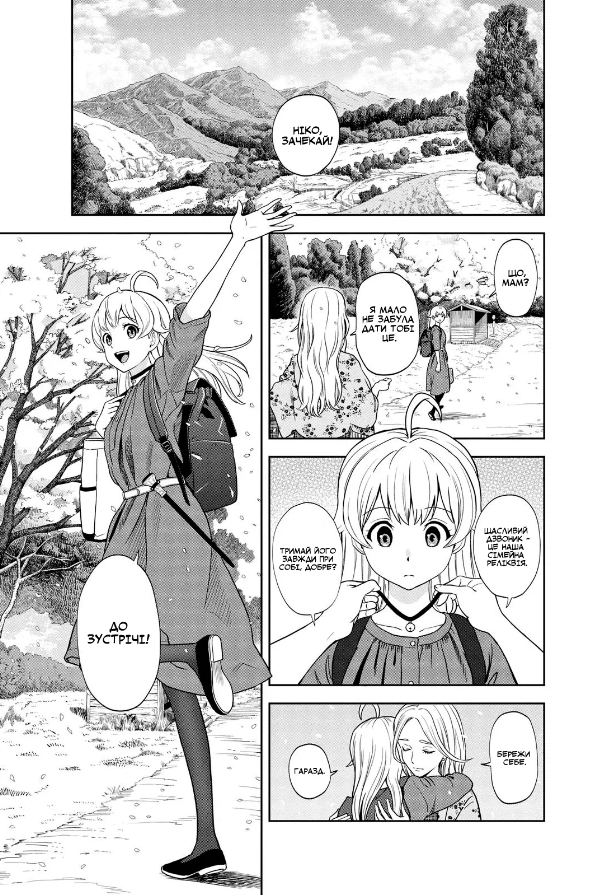 НІКО,
ЗАЧЕКАЙ!
ЩО,
МАМ?
Я МАЛО
НЕ ЗАБУЛА
ДАТИ ТОБІ
ЦЕ.
ЩАСЛИВИЙ
ДЗВОНИК -
ЦЕ НАША
СІМЕЙНА
РЕЛІКВІЯ.
ТРИМАЙ ЙОГО
ЗАВЖДИ ПРИ
СОБІ, ДОБРЕ?
БЕРЕЖИ
СЕБЕ.
ГАРАЗД.
ДО
ЗУСТРІЧІ!